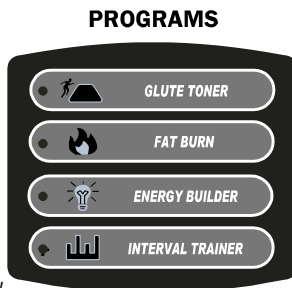 PROGRAMS
GLUTE TONER
FAT BURN
ENERGY BUILDER
INTERVAL TRAINER